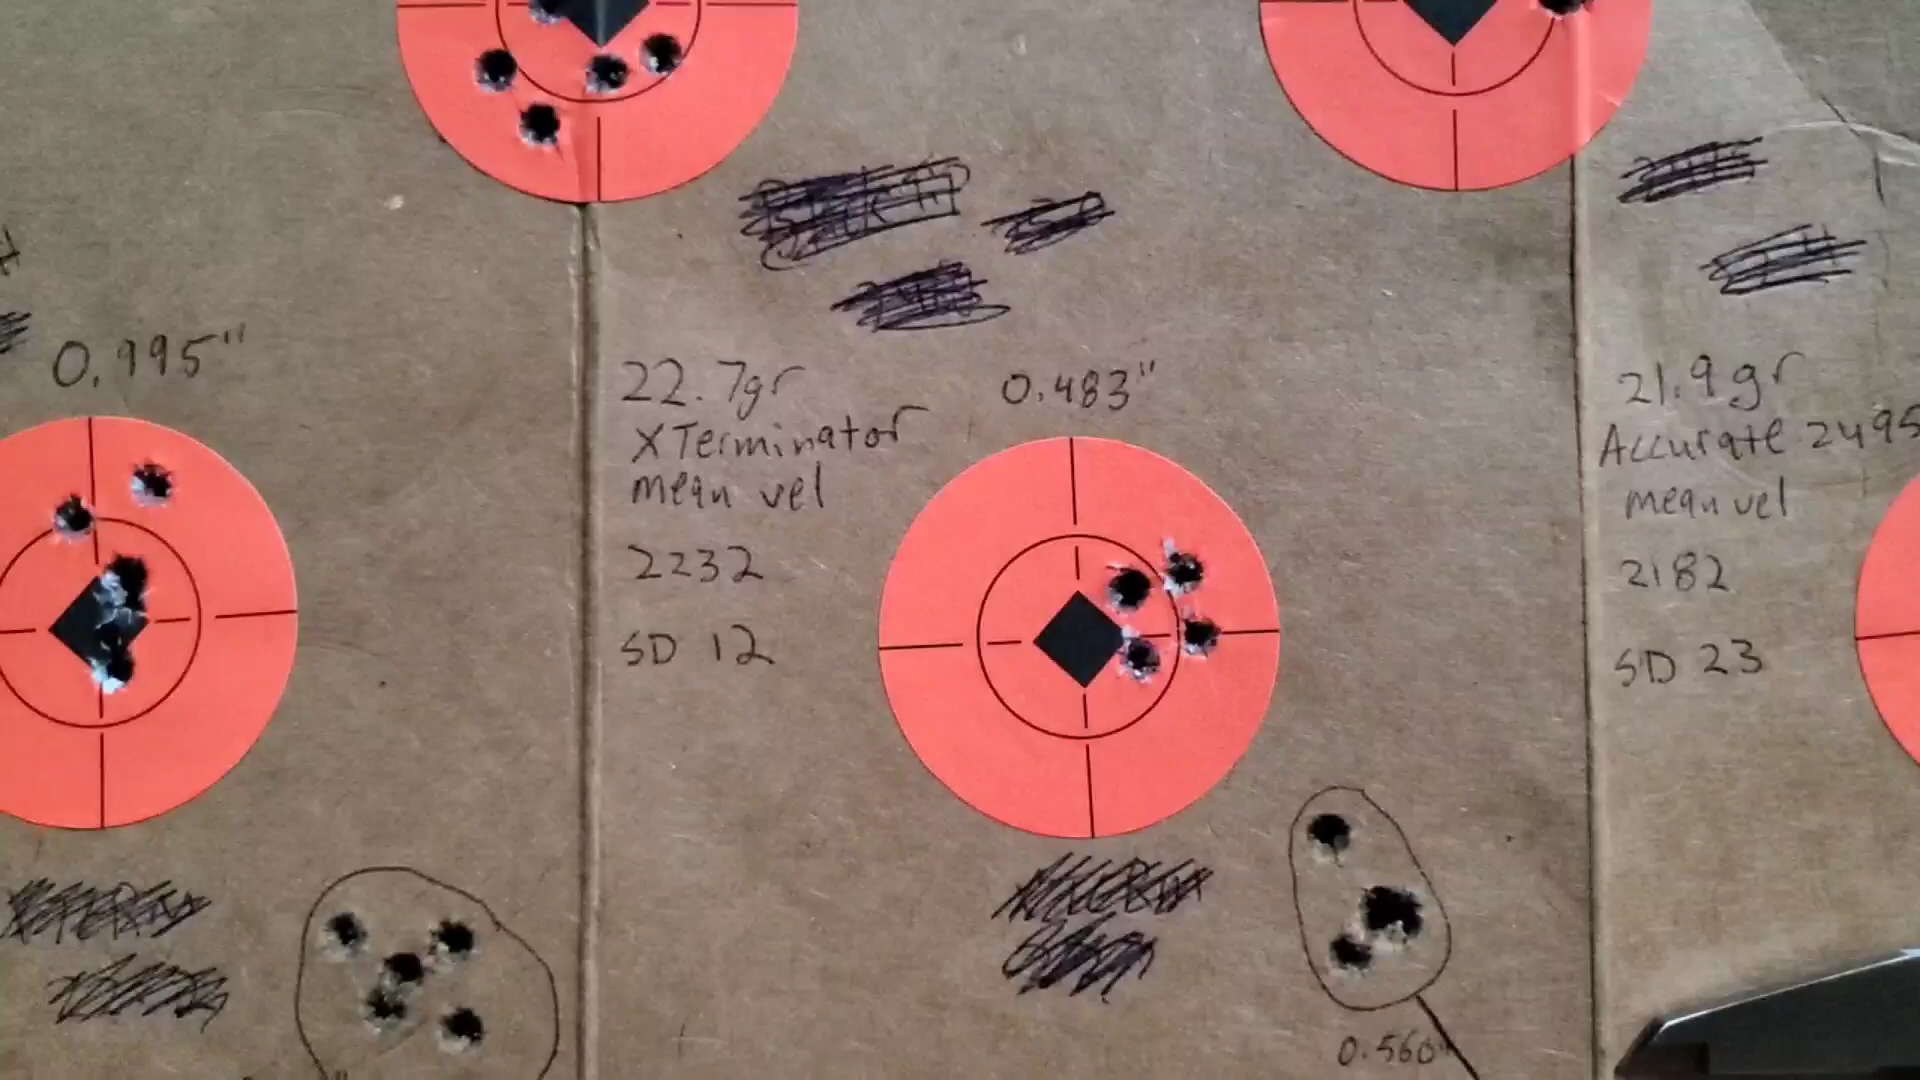 0.995"
22.7gr
XTerminator
mean vel
2232
SD 12
0.483"
21.9gr
Accurate 2495
mean vel
2182
SD 23
0.560"